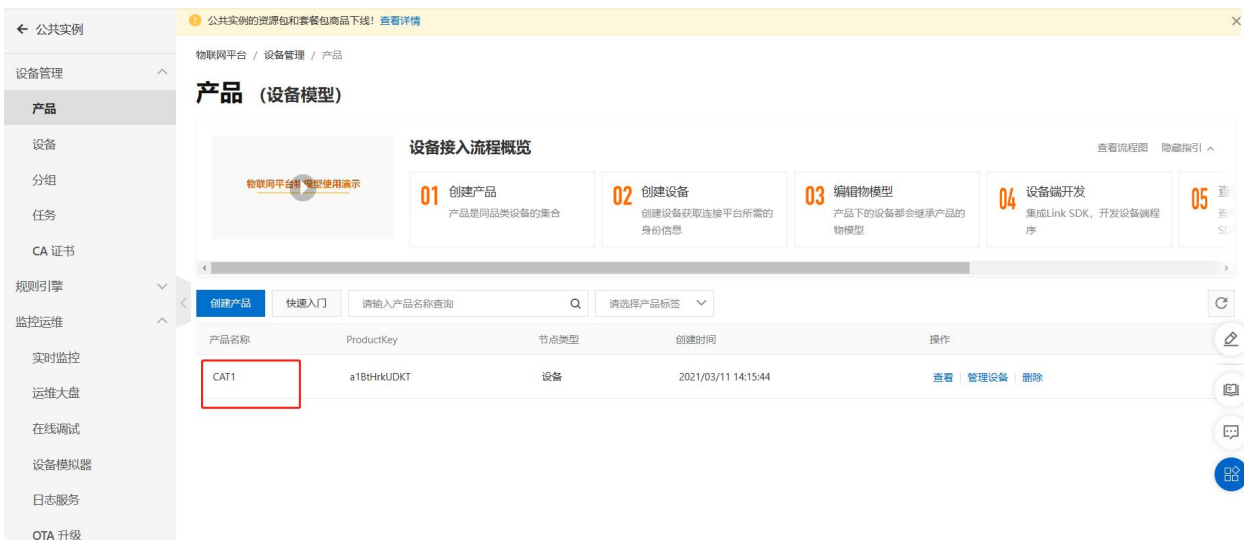 公共实例的资源包和套餐包商品下线！查看详情
← 公共实例
设备管理
产品
设备
分组
任务
CA 证书
规则引擎
监控运维
实时监控
运维大盘
在线调试
设备模拟器
日志服务
OTA 升级
物联网平台 / 设备管理 / 产品
产品 （设备模型）
物联网平台物模型使用演示
设备接入流程概览
查看流程图 隐藏指引
01 创建产品
产品是同品类设备的集合
02 创建设备
创建设备获取连接平台所需的
身份信息
03 编辑物模型
产品下的设备都会继承产品的
物模型
04 设备端开发
集成Link SDK，开发设备端程
序
05
创建产品 快速入门 请输入产品名称查询 请选择产品标签
产品名称 ProductKey 节点类型 创建时间 操作
CAT1 a1BtHrkUDKT 设备 2021/03/11 14:15:44 查看 管理设备 删除